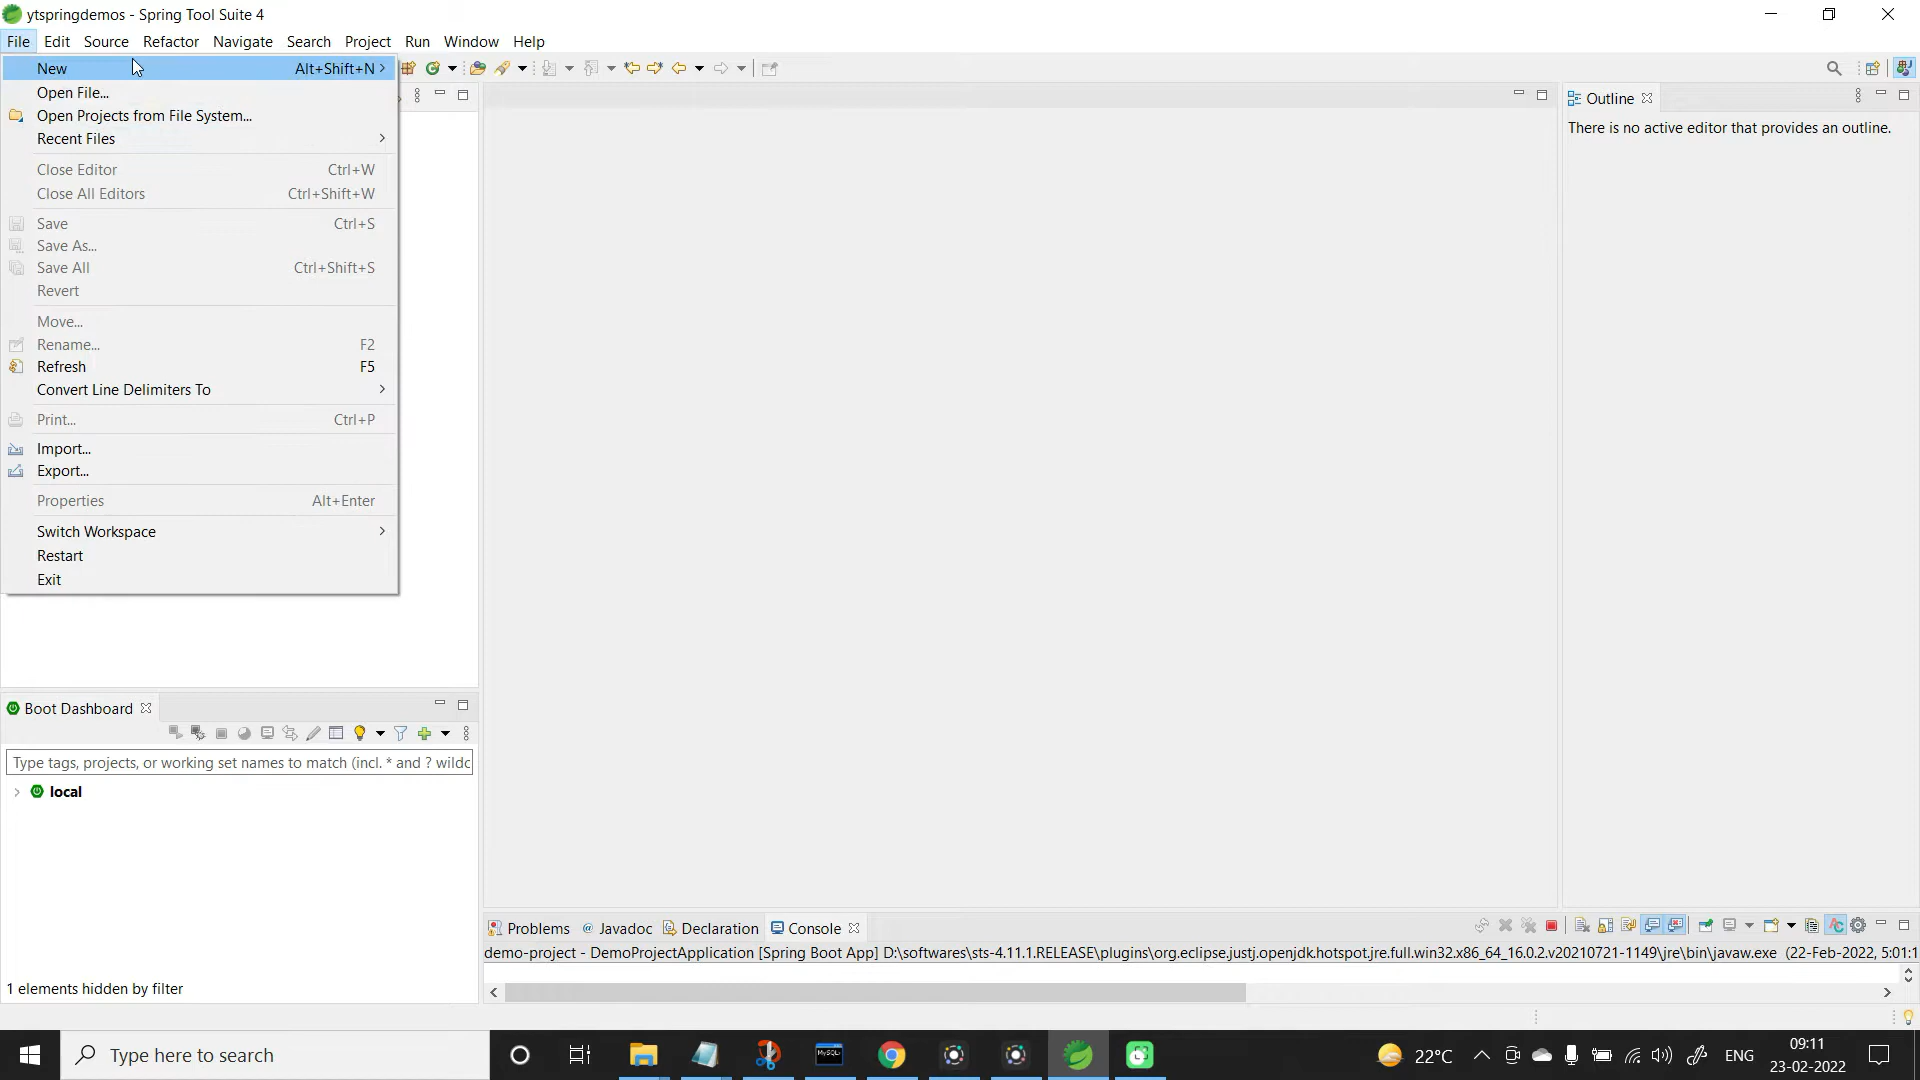 ytspringdemos - Spring Tool Suite 4
File Edit Source Refactor Navigate Search Project Run Window Help
New Alt+Shift+N
Open File...
Open Projects from File System...
Recent Files
Close Editor Ctrl+W
Close All Editors Ctrl+Shift+W
Save Ctrl+S
Save As...
Save All Ctrl+Shift+S
Revert
Move...
Rename... F2
Refresh F5
Convert Line Delimiters To
Print... Ctrl+P
Import...
Export...
Properties Alt+Enter
Switch Workspace
Restart
Exit
Outline
There is no active editor that provides an outline.
Boot Dashboard
Type tags, projects, or working set names to match (incl. * and ? wildc
local
1 elements hidden by filter
Problems @ Javadoc Declaration Console
demo-project - DemoProjectApplication [Spring Boot App] D:\softwares\sts-4.11.1.RELEASE\plugins\org.eclipse.justj.openjdk.hotspot.jre.full.win32.x86_64_16.0.2.v20210721-1149\jre\bin\javaw.exe (22-Feb-2022, 5:01:1
Type here to search
MySQL
22°C
ENG
09:11
23-02-2022